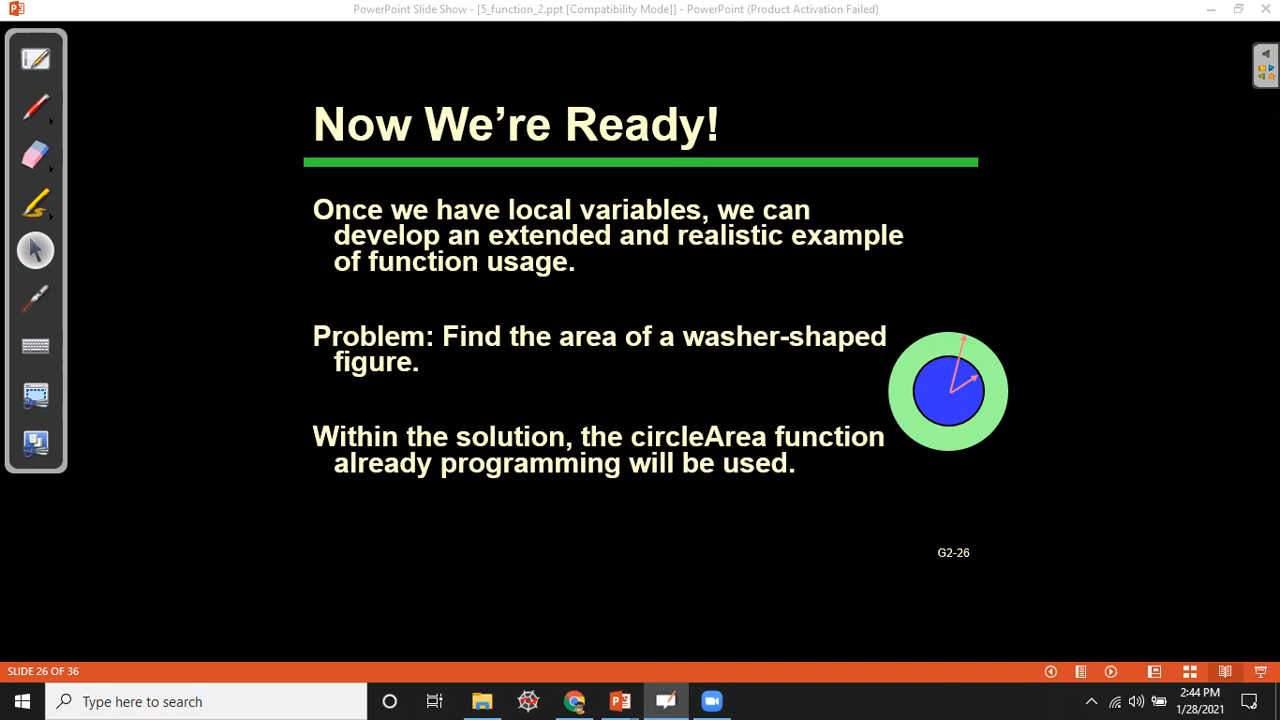 PowerPoint Slide Show - [5_function_2.ppt [Compatibility Mode]] - PowerPoint (Product Activation Failed)
Now We’re Ready!
Once we have local variables, we can
develop an extended and realistic example
of function usage.
Problem: Find the area of a washer-shaped
figure.
Within the solution, the circleArea function
already programming will be used.
G2-26
SLIDE 26 OF 36
Type here to search
2:44 PM
1/28/2021